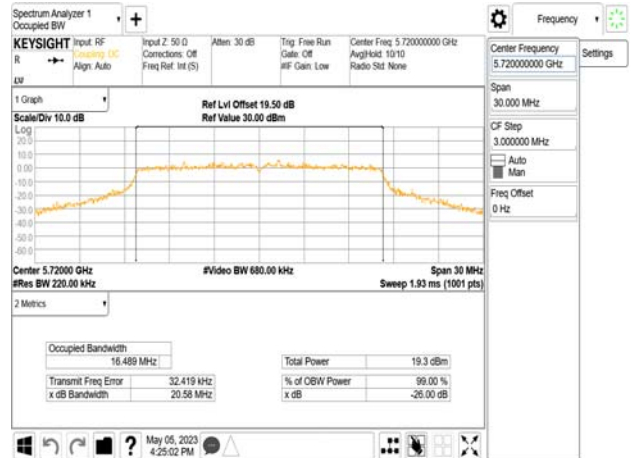 Spectrum Analyzer 1
Occupied BW
Frequency
KEYSIGHT
R
LNI
Input: RF
Coupling: DC
Align: Auto
Input Z: 50 Ω
Corrections: Off
Freq Ref: Int (S)
Atten: 30 dB
Trig: Free Run
Gate: Off
#IF Gain: Low
Center Freq: 5.720000000 GHz
Avg|Hold: 10/10
Radio Std: None
Center Frequency
5.720000000 GHz
Settings
Span
30.000 MHz
CF Step
3.000000 MHz
Auto
Man
Freq Offset
0 Hz
1 Graph
Scale/Div 10.0 dB
Ref Lvl Offset 19.50 dB
Ref Value 30.00 dBm
Log
20.0
10.0
0.00
-10.0
-20.0
-30.0
-40.0
-50.0
-60.0
Center 5.72000 GHz
#Video BW 680.00 kHz
Span 30 MHz
#Res BW 220.00 kHz
Sweep 1.93 ms (1001 pts)
2 Metrics
Occupied Bandwidth
16.489 MHz
Total Power 19.3 dBm
Transmit Freq Error 32.419 kHz
% of OBW Power 99.00 %
x dB Bandwidth 20.58 MHz
x dB -26.00 dB
?
May 05, 2023
4:25:02 PM